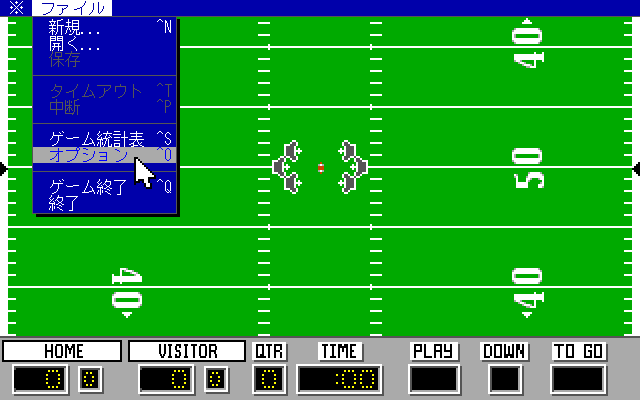 ※ ファイル
新規... ^N
開く...
保存
タイムアウト ^T
中断 ^P
ゲーム統計表 ^S
オプション ^O
ゲーム終了 ^Q
終了
40
50
40
40
HOME VISITOR QTR TIME PLAY DOWN TO GO
0 0 0 0 0 :00